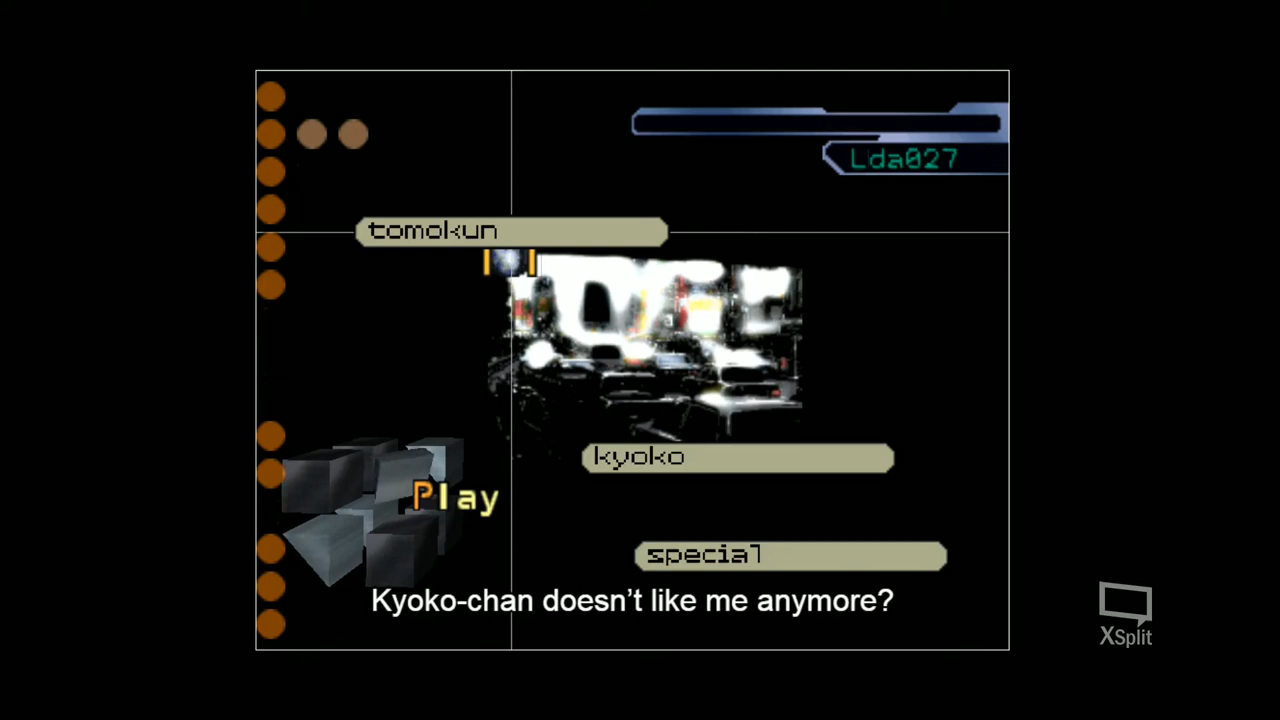 Lda027
tomokun
kyoko
Play
special
Kyoko-chan doesn't like me anymore?
XSplit